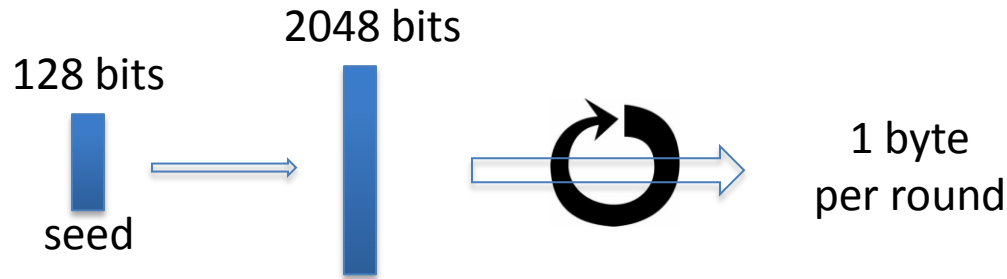 2048 bits
128 bits
seed
1 byte
per round